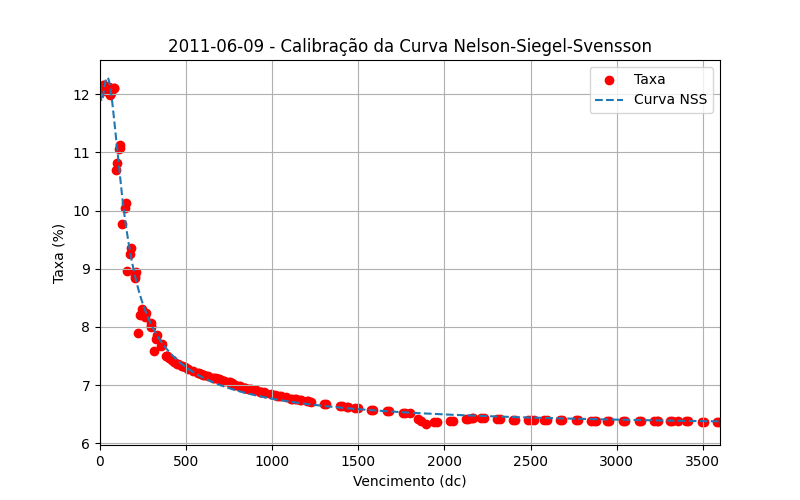 2011-06-09 - Calibração da Curva Nelson-Siegel-Svensson
Taxa
Curva NSS
Taxa (%)
12
11
10
9
8
7
6
0 500 1000 1500 2000 2500 3000 3500
Vencimento (dc)